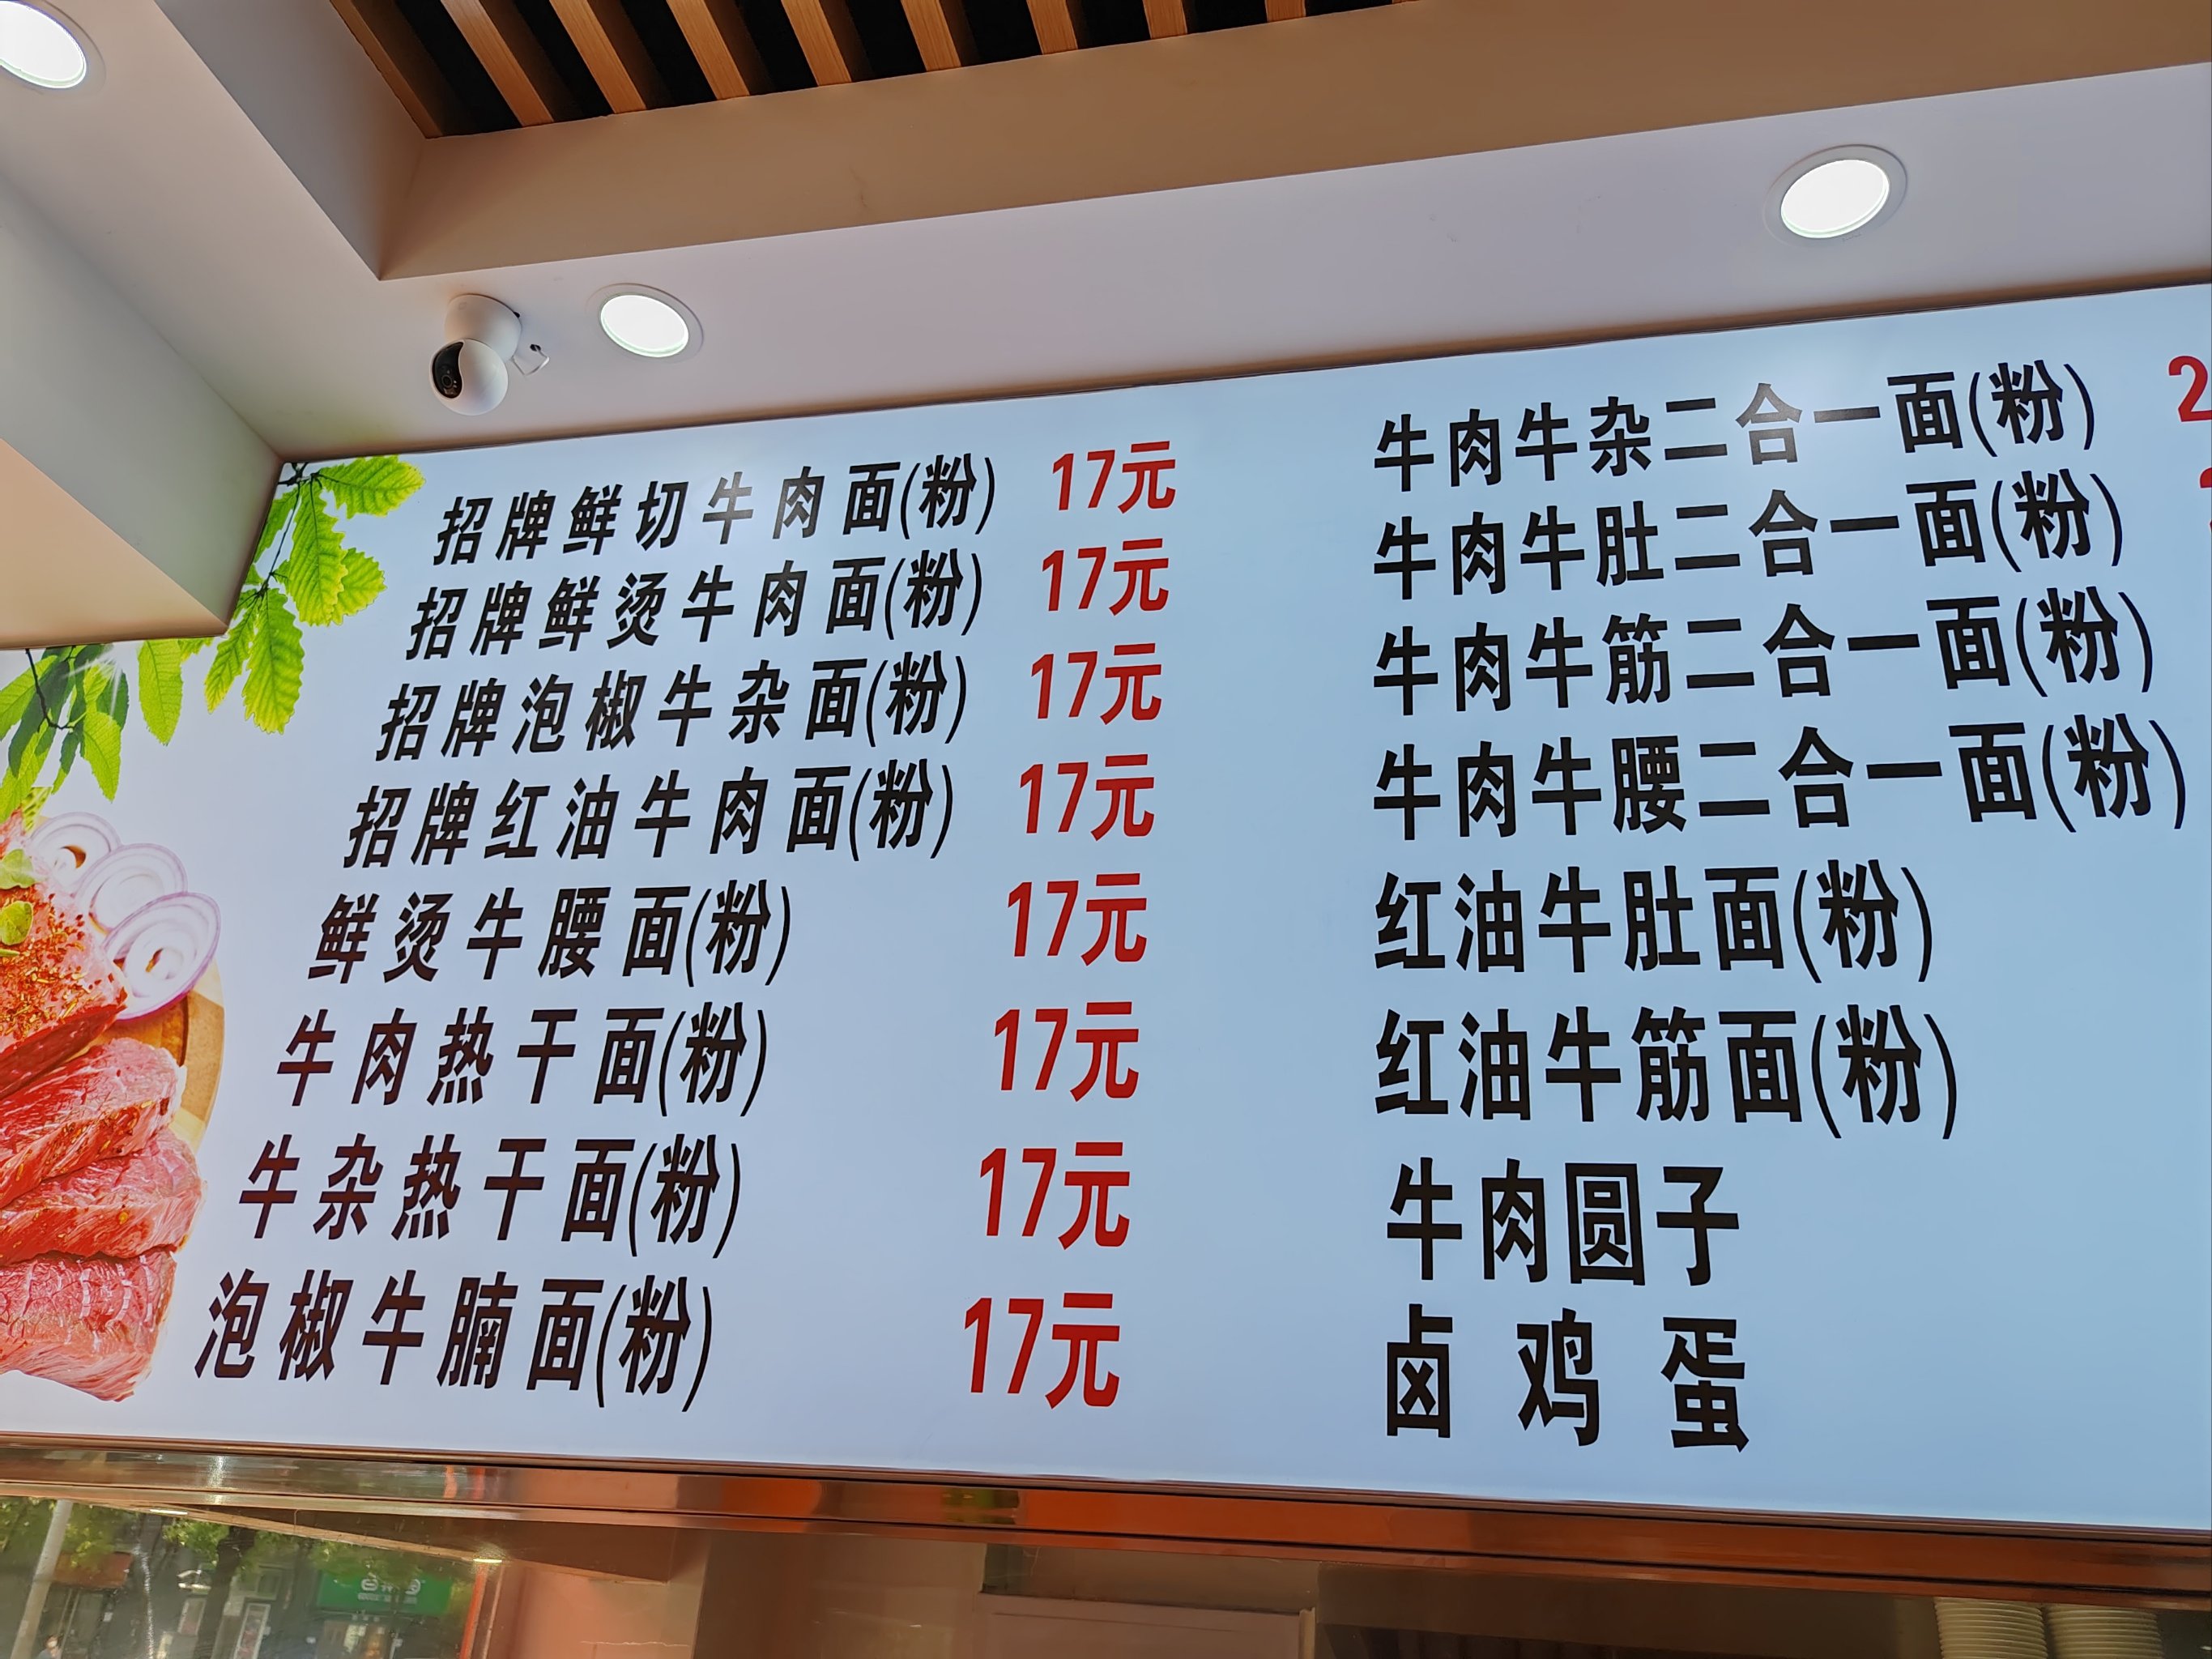 招牌鲜切牛肉面(粉) 17元
招牌鲜烫牛肉面(粉) 17元
招牌泡椒牛杂面(粉) 17元
招牌红油牛肉面(粉) 17元
鲜烫牛腰面(粉) 17元
牛肉热干面(粉) 17元
牛杂热干面(粉) 17元
泡椒牛腩面(粉) 17元
牛肉牛杂二合一面(粉) 2
牛肉牛肚二合一面(粉)
牛肉牛筋二合一面(粉)
牛肉牛腰二合一面(粉)
红油牛肚面(粉)
红油牛筋面(粉)
牛肉圆子
卤鸡蛋